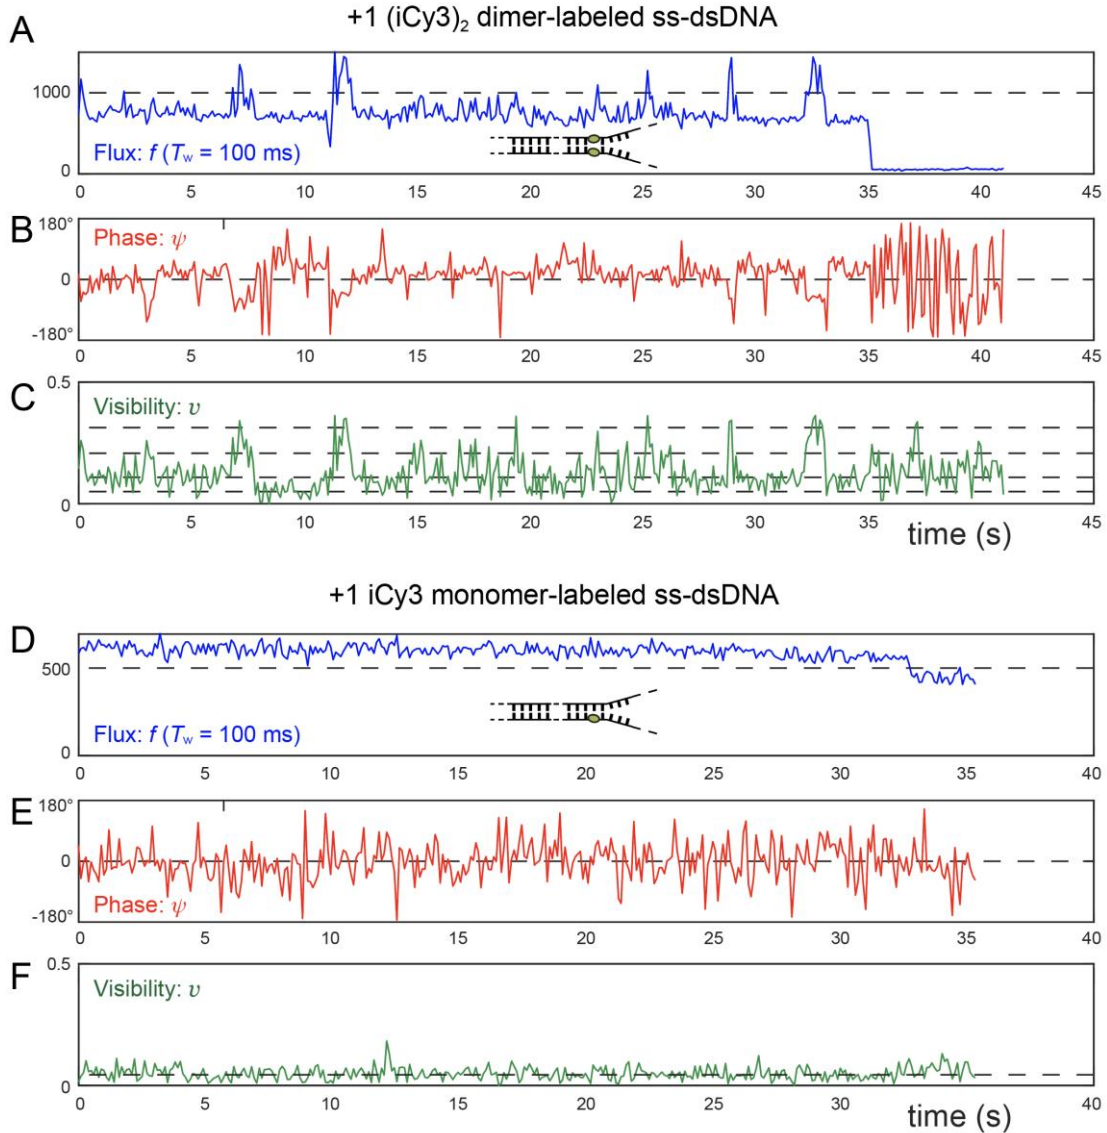 +1 (iCy3)₂ dimer-labeled ss-dsDNA
A
1000
0
Flux: f (Tw = 100 ms)
0 5 10 15 20 25 30 35 40 45
B
180°
0
-180°
Phase: ψ
0 5 10 15 20 25 30 35 40 45
C
0.5
0
Visibility: υ
0 5 10 15 20 25 30 35 40 45
time (s)
+1 iCy3 monomer-labeled ss-dsDNA
D
500
0
Flux: f (Tw = 100 ms)
0 5 10 15 20 25 30 35 40
E
180°
0
-180°
Phase: ψ
0 5 10 15 20 25 30 35 40
F
0.5
0
Visibility: υ
0 5 10 15 20 25 30 35 40
time (s)